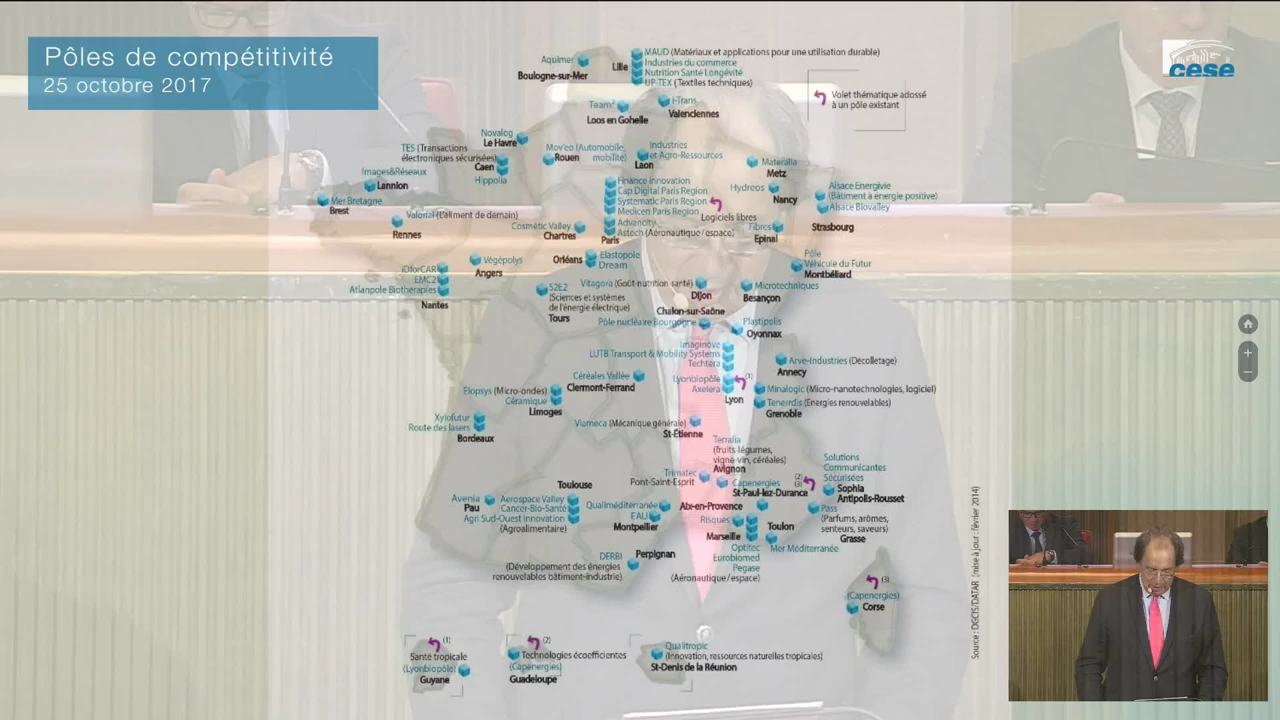 Pôles de compétitivité
25 octobre 2017
cese
Aquimer
Boulogne-sur-Mer
Lille
MAUD (Matériaux et applications pour une utilisation durable)
Industries du commerce
Nutrition Santé Longévité
UP-TEX (Textiles techniques)
Volet thématique adossé
à un pôle existant
Team²
Loos en Gohelle
i-Trans
Valenciennes
Novalog
Le Havre
TES (Transactions
électroniques sécurisées)
Caen
Hippolia
Mov'eo (Automobile,
mobilité)
Rouen
Industries
et Agro-Ressources
Laon
Materalia
Metz
Images&Réseaux
Lannion
Mer Bretagne
Brest
Valorial (L'aliment de demain)
Rennes
Finance innovation
Cap Digital Paris Region
Systematic Paris Region
Medicen Paris Region
Advancity
Astech (Aéronautique/espace)
Paris
Logiciels libres
Hydreos
Nancy
Alsace Energivie
(Bâtiment à énergie positive)
Alsace Biovalley
Strasbourg
Cosmetic Valley
Chartres
Fibres
Epinal
Orléans
Elastopole
Dream
Végépolys
Angers
Pôle
Véhicule du Futur
Montbéliard
iDforCAR
EMC2
Atlanpole Biothérapies
Nantes
S2E2
(Sciences et systèmes
de l'énergie électrique)
Tours
Vitagora (Goût-nutrition santé)
Dijon
Microtechniques
Besançon
Chalon-sur-Saône
Pôle nucléaire Bourgogne
Plastipolis
Oyonnax
Imaginove
LUTB Transport & Mobility Systems
Techtera
Lyonbiopôle
Axelera
(1)
Lyon
Arve-Industries (Décolletage)
Annecy
Céréales Vallée
Clermont-Ferrand
Elopsys (Micro-ondes)
Céramique
Limoges
Minalogic (Micro-nanotechnologies, logiciel)
Tenerrdis (Energies renouvelables)
Grenoble
Xylofutur
Route des lasers
Bordeaux
Viaméca (Mécanique générale)
St-Étienne
Terralia
(fruits-légumes,
vigne-vin, céréales)
Avignon
Trimatec
Pont-Saint-Esprit
Capenergies
St-Paul-lez-Durance
(2)
(3)
Solutions
Communicantes
Sécurisées
Sophia
Antipolis-Rousset
Toulouse
Avenia
Pau
Aerospace Valley
Cancer-Bio-Santé
Agri Sud-Ouest Innovation
(Agroalimentaire)
Qualiméditerranée
EAU
Montpellier
Aix-en-Provence
Risques
Marseille
Optitec
Eurobiomed
Pegase
(Aéronautique/espace)
Toulon
Mer Méditerranée
Pass
(Parfums, arômes,
senteurs, saveurs)
Grasse
DERBI
(Développement des énergies
renouvelables bâtiment-industrie)
Perpignan
(3)
(Capenergies)
Corse
(1)
Santé tropicale
(Lyonbiopôle)
Guyane
(2)
Technologies écoefficientes
(Capenergies)
Guadeloupe
Qualitropic
(Innovation, ressources naturelles tropicales)
St-Denis de la Réunion
Source : DGCIS/DATAR (mise à jour : février 2014)